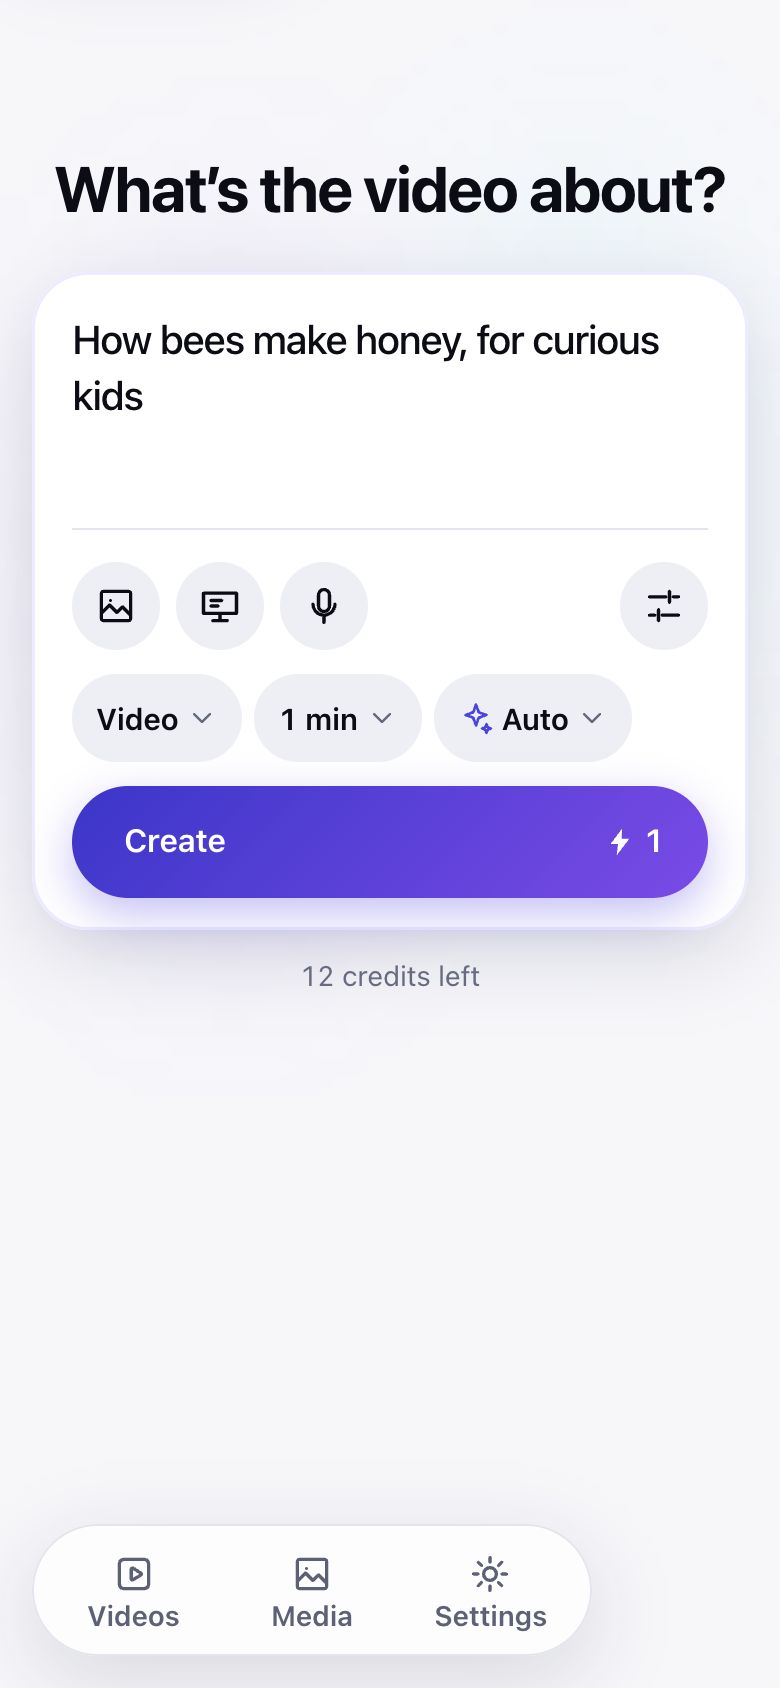 What's the video about?
How bees make honey, for curious
kids
Video
1 min
Auto
Create
1
12 credits left
Videos
Media
Settings